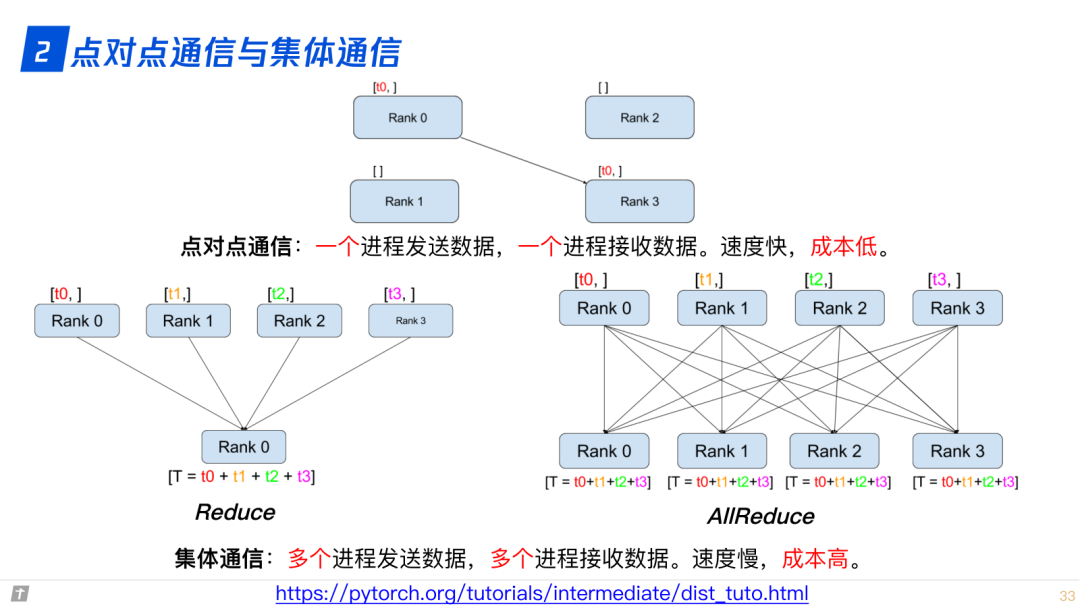 2 点对点通信与集体通信
[t0, ] [ ]
Rank 0 Rank 2
[ ] [t0, ]
Rank 1 Rank 3
点对点通信：一个进程发送数据，一个进程接收数据。速度快，成本低。
[t0, ] [t1,] [t2,] [t3, ]
Rank 0 Rank 1 Rank 2 Rank 3
Rank 0
[T = t0 + t1 + t2 + t3]
Reduce
[t0, ] [t1,] [t2,] [t3, ]
Rank 0 Rank 1 Rank 2 Rank 3
Rank 0 Rank 1 Rank 2 Rank 3
[T = t0+t1+t2+t3] [T = t0+t1+t2+t3] [T = t0+t1+t2+t3] [T = t0+t1+t2+t3]
AllReduce
集体通信：多个进程发送数据，多个进程接收数据。速度慢，成本高。
https://pytorch.org/tutorials/intermediate/dist_tuto.html
33